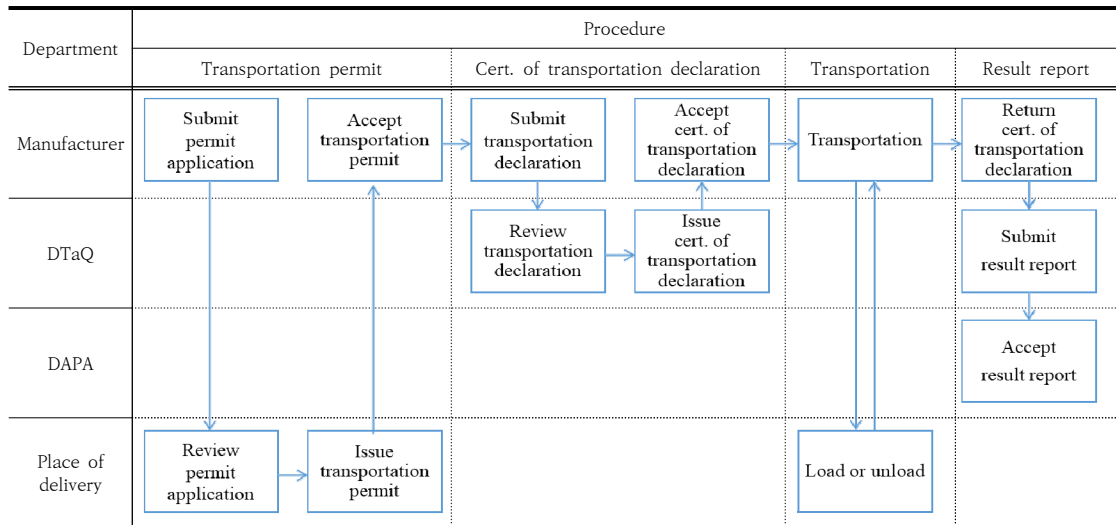 Department
Procedure
Transportation permit
Cert. of transportation declaration
Transportation
Result report
Manufacturer
Submit
permit
application
Accept
transportation
permit
Submit
transportation
declaration
Accept
cert. of
transportation
declaration
Transportation
Return
cert. of
transportation
declaration
DTaQ
Review
transportation
declaration
Issue
cert. of
transportation
declaration
Submit
result report
DAPA
Accept
result report
Place of
delivery
Review
permit
application
Issue
transportation
permit
Load or unload